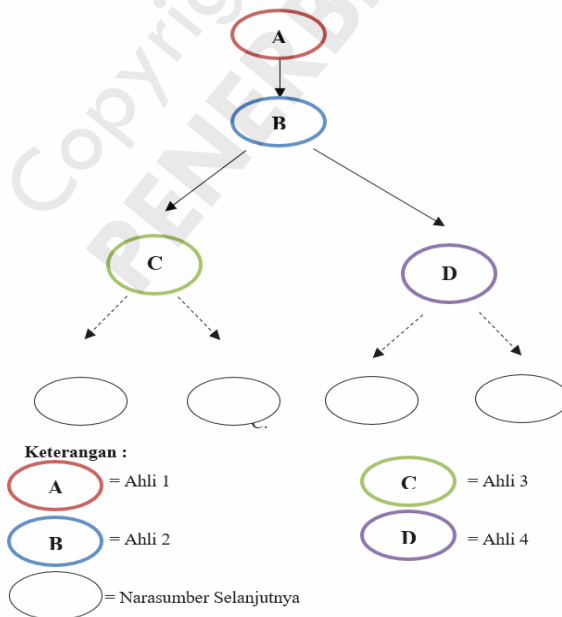 A
B
C
D
Keterangan :
A = Ahli 1
C = Ahli 3
B = Ahli 2
D = Ahli 4
= Narasumber Selanjutnya